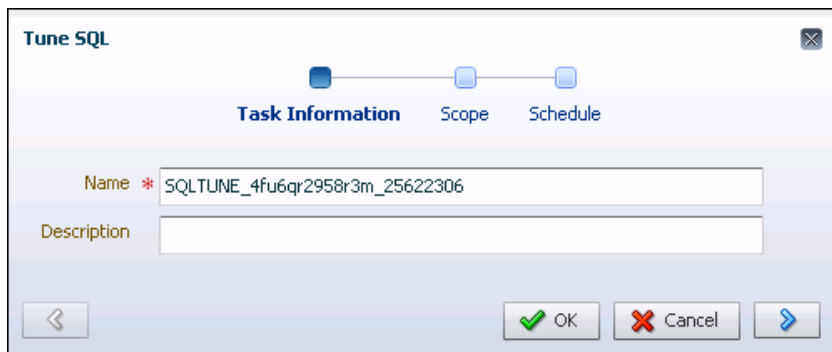 Tune SQL
Task Information Scope Schedule
Name * SQLTUNE_4fu6qr2958r3m_25622306
Description
OK Cancel